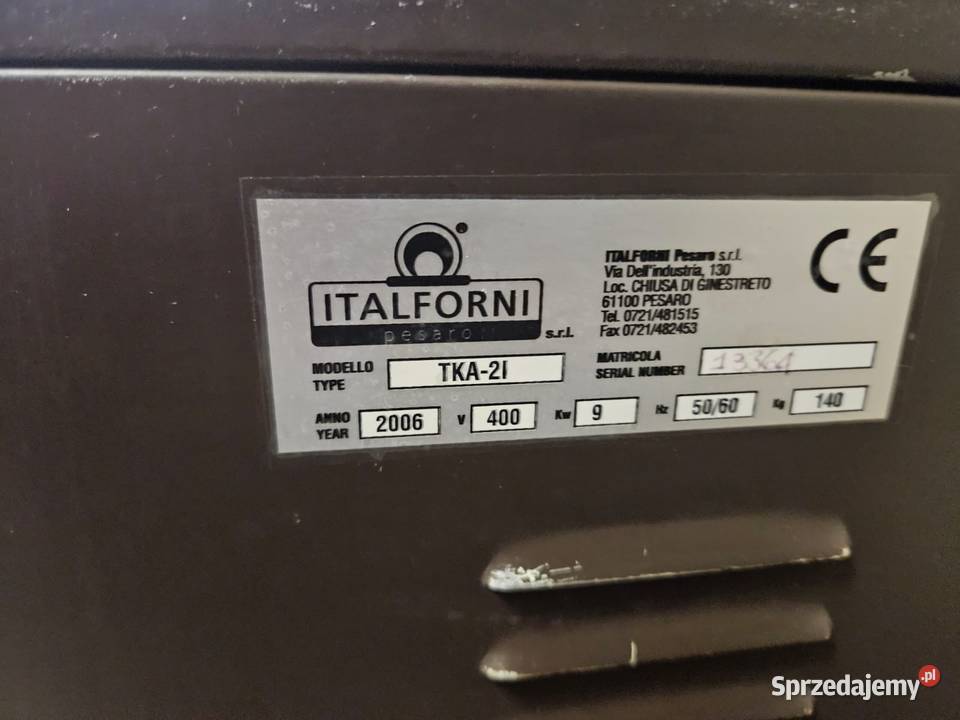 ITALFORNI
pesaro
s.r.l.
ITALFORNI Pesaro s.r.l.
Via Dell'industria, 130
Loc. CHIUSA DI GINESTRETO
61100 PESARO
Tel. 0721/481515
Fax 0721/482453
CE
MODELLO
TYPE
TKA-2I
MATRICOLA
SERIAL NUMBER
13361
ANNO
YEAR
2006
V 400
Kw 9
Hz 50/60
Kg 140
Sprzedajemy.pl